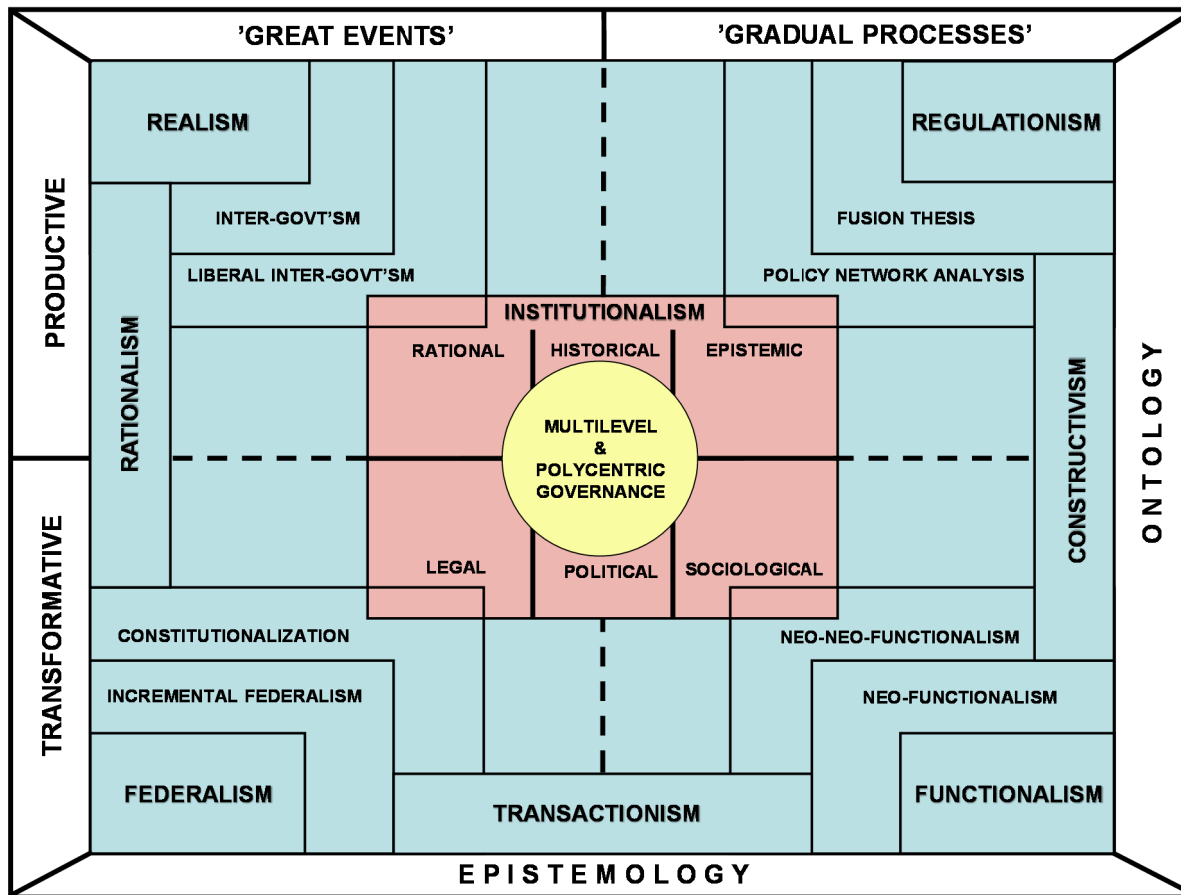 ’GREAT EVENTS’
’GRADUAL PROCESSES’
REALISM
REGULATIONISM
PRODUCTIVE
INTER-GOVT’SM
FUSION THESIS
LIBERAL INTER-GOVT’SM
POLICY NETWORK ANALYSIS
INSTITUTIONALISM
RATIONAL
HISTORICAL
EPISTEMIC
RATIONALISM
MULTILEVEL
&
POLYCENTRIC
GOVERNANCE
CONSTRUCTIVISM
ONTOLOGY
TRANSFORMATIVE
LEGAL
POLITICAL
SOCIOLOGICAL
CONSTITUTIONALIZATION
NEO-NEO-FUNCTIONALISM
INCREMENTAL FEDERALISM
NEO-FUNCTIONALISM
FEDERALISM
TRANSACTIONISM
FUNCTIONALISM
EPISTEMOLOGY